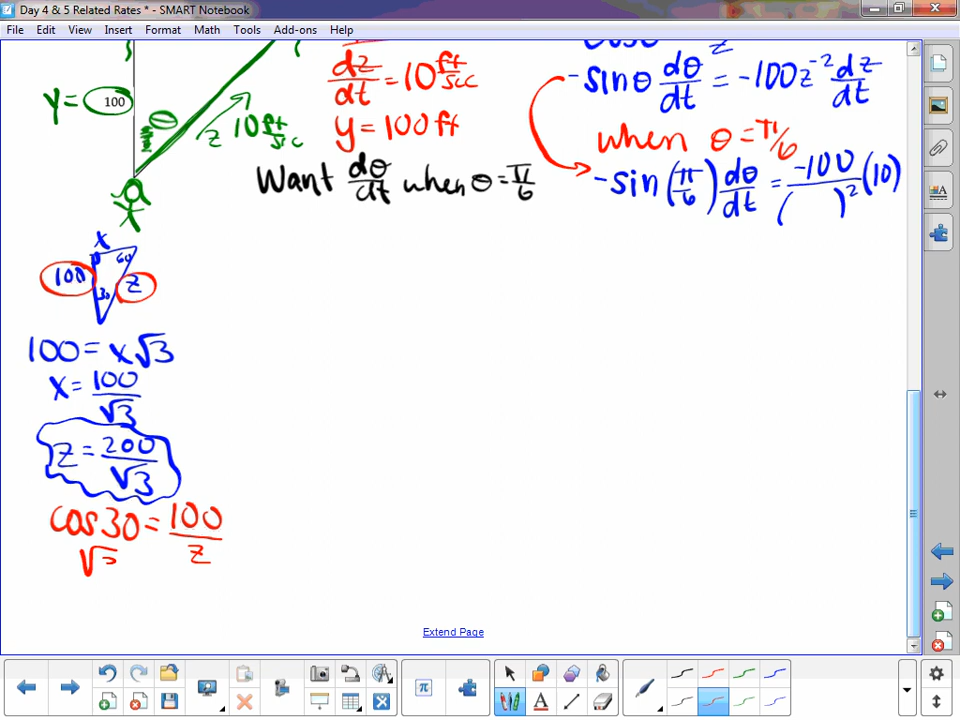 Day 4 & 5 Related Rates * - SMART Notebook
File Edit View Insert Format Math Tools Add-ons Help
y = 100
θ
z 10 ft/sec
dz/dt = 10 ft/sec
y = 100 ft
Want dθ/dt when θ = π/6
z
-sinθ dθ/dt = -100z⁻² dz/dt
when θ = π/6
-sin(π/6) dθ/dt = -100/( )² (10)
x
60
100
30
z
100 = x√3
x = 100/√3
z = 200/√3
cos 30 = 100/z
Extend Page
π
A